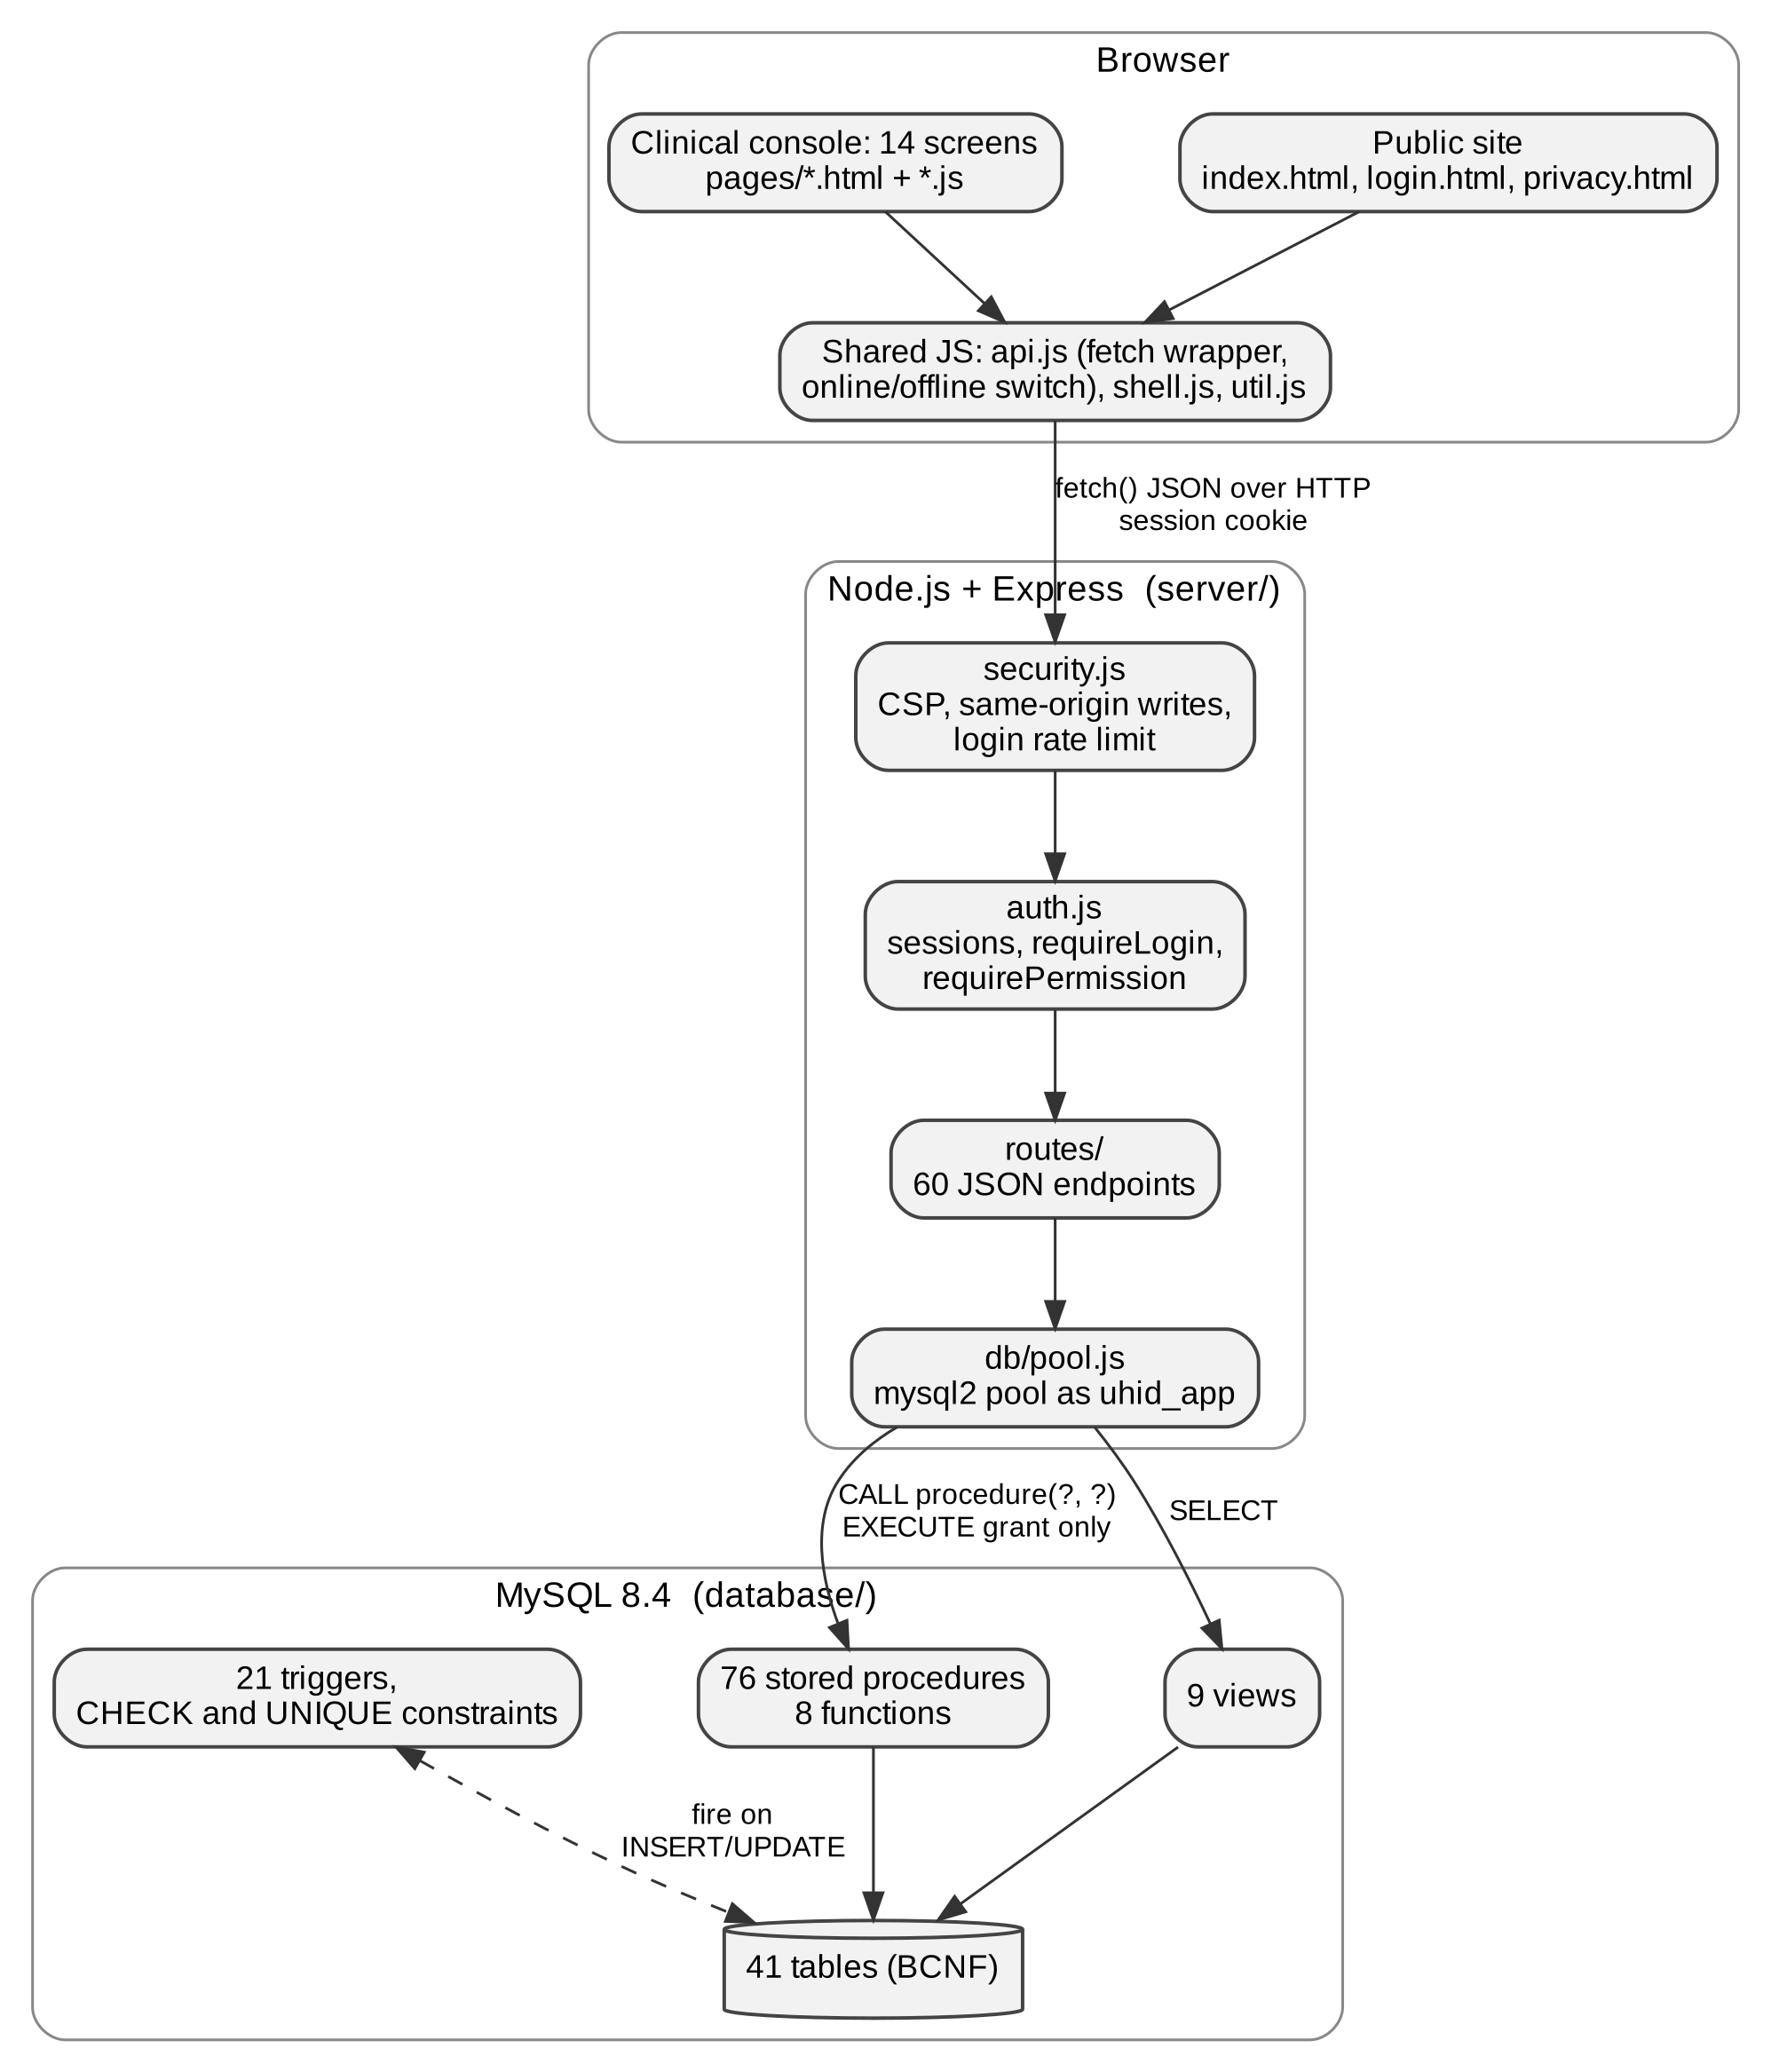 Browser
Clinical console: 14 screens
pages/*.html + *.js
Public site
index.html, login.html, privacy.html
Shared JS: api.js (fetch wrapper,
online/offline switch), shell.js, util.js
fetch() JSON over HTTP
session cookie
Node.js + Express  (server/)
security.js
CSP, same-origin writes,
login rate limit
auth.js
sessions, requireLogin,
requirePermission
routes/
60 JSON endpoints
db/pool.js
mysql2 pool as uhid_app
CALL procedure(?, ?)
EXECUTE grant only
SELECT
MySQL 8.4  (database/)
21 triggers,
CHECK and UNIQUE constraints
76 stored procedures
8 functions
9 views
fire on
INSERT/UPDATE
41 tables (BCNF)